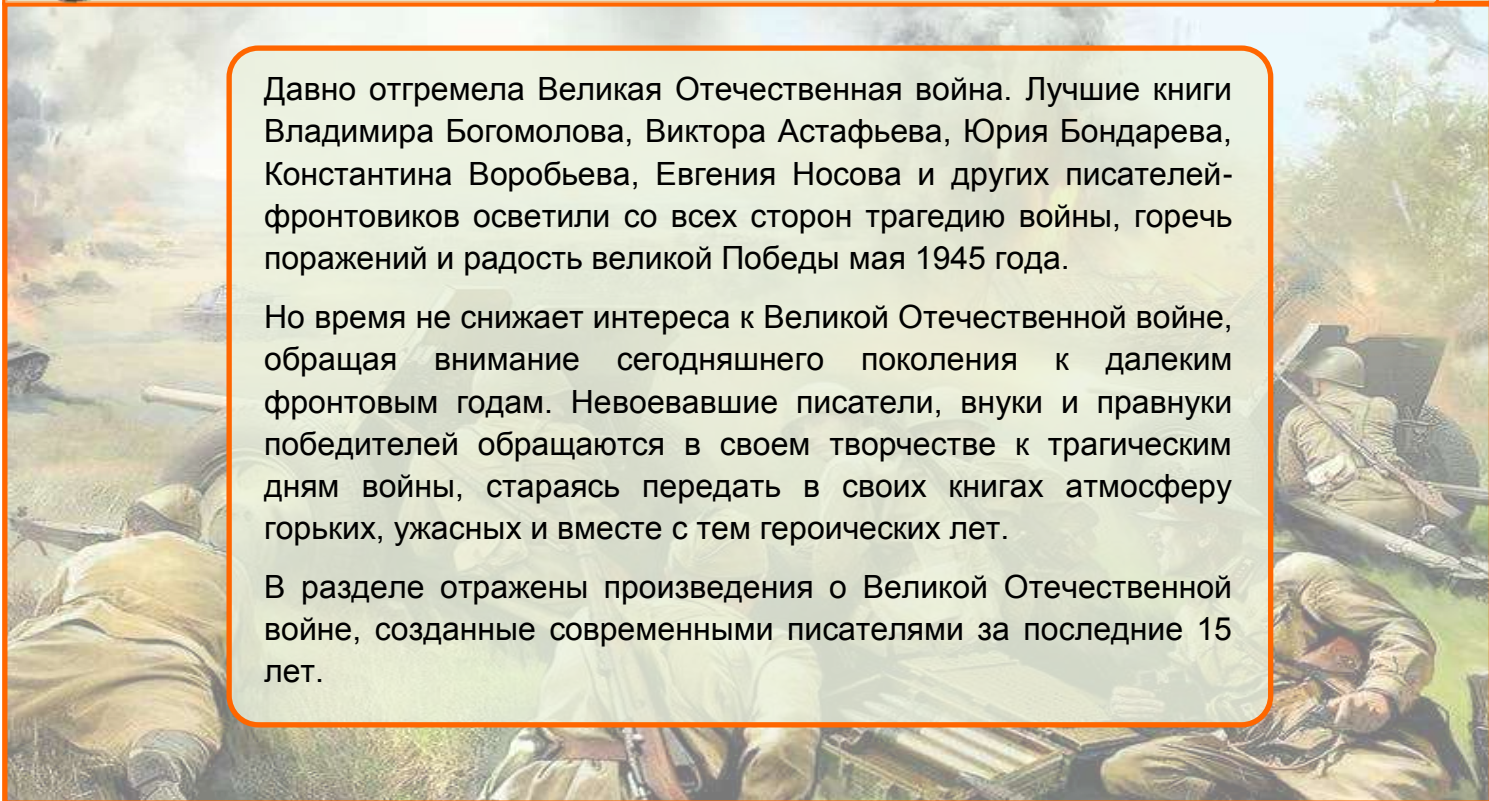 Давно отгремела Великая Отечественная война. Лучшие книги
Владимира Богомолова, Виктора Астафьева, Юрия Бондарева,
Константина Воробьева, Евгения Носова и других писателей-
фронтовиков осветили со всех сторон трагедию войны, горечь
поражений и радость великой Победы мая 1945 года.
Но время не снижает интереса к Великой Отечественной войне,
обращая внимание сегодняшнего поколения к далеким
фронтовым годам. Невоевавшие писатели, внуки и правнуки
победителей обращаются в своем творчестве к трагическим
дням войны, стараясь передать в своих книгах атмосферу
горьких, ужасных и вместе с тем героических лет.
В разделе отражены произведения о Великой Отечественной
войне, созданные современными писателями за последние 15
лет.